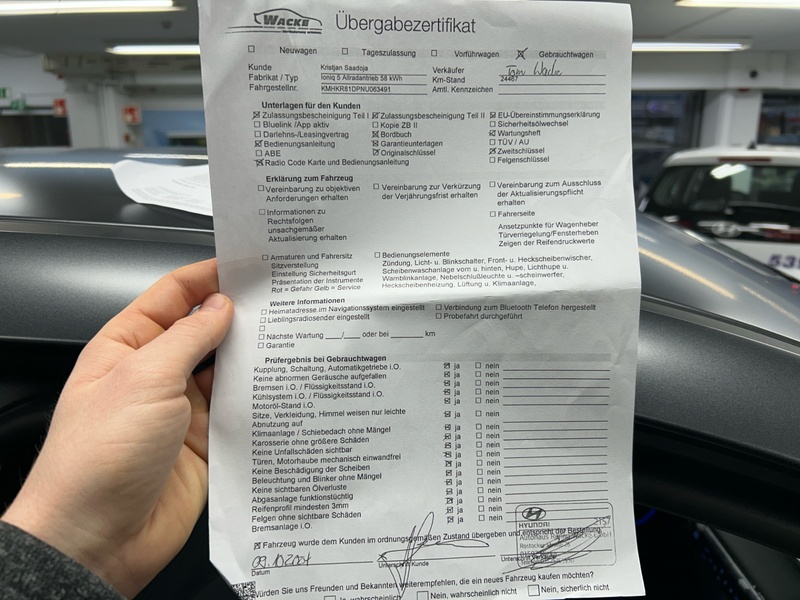 WACKE Übergabezertifikat
☐ Neuwagen ☐ Tageszulassung ☐ Vorführwagen ☒ Gebrauchtwagen
Kunde Kristjan Saadoja Verkäufer
Fabrikat / Typ Ioniq 5 Allradantrieb 58 kWh Km-Stand 24467
Fahrgestellnr. KMHKR81DPNU063491 Amtl. Kennzeichen
Unterlagen für den Kunden
☒ Zulassungsbescheinigung Teil I ☒ Zulassungsbescheinigung Teil II ☒ EU-Übereinstimmungserklärung
☐ Bluelink /App aktiv ☐ Kopie ZB II ☐ Sicherheitsölwechsel
☐ Darlehns-/Leasingvertrag ☒ Bordbuch ☒ Wartungsheft
☒ Bedienungsanleitung ☒ Garantieunterlagen ☐ TÜV / AU
☐ ABE ☒ Originalschlüssel ☒ Zweitschlüssel
☒ Radio Code Karte und Bedienungsanleitung ☐ Felgenschlüssel
Erklärung zum Fahrzeug
☐ Vereinbarung zu objektiven ☐ Vereinbarung zur Verkürzung ☐ Vereinbarung zum Ausschluss
Anforderungen erhalten der Verjährungsfrist erhalten der Aktualisierungspflicht
erhalten
☐ Informationen zu ☐ Fahrerseite
Rechtsfolgen
unsachgemäßer Ansetzpunkte für Wagenheber
Aktualisierung erhalten Türverriegelung/Fensterheben
Zeigen der Reifendruckwerte
☐ Armaturen und Fahrersitz ☐ Bedienungselemente
Sitzverstellung Zündung, Licht- u. Blinkschalter, Front- u. Heckscheibenwischer,
Einstellung Sicherheitsgurt Scheibenwaschanlage vorn u. hinten, Hupe, Lichthupe u.
Präsentation der Instrumente Warnblinkanlage, Nebelschlußleuchte u. –scheinwerfer,
Rot = Gefahr Gelb = Service Heckscheibenheizung, Lüftung u. Klimaanlage,
Weitere Informationen
☐ Heimatadresse im Navigationssystem eingestellt ☐ Verbindung zum Bluetooth Telefon hergestellt
☐ Lieblingsradiosender eingestellt ☐ Probefahrt durchgeführt
☐
☐ Nächste Wartung ____/____ oder bei ________ km
☐ Garantie
Prüfergebnis bei Gebrauchtwagen
Kupplung, Schaltung, Automatikgetriebe i.O. ☒ ja ☐ nein
Keine abnormen Geräusche aufgefallen ☒ ja ☐ nein
Bremsen i.O. / Flüssigkeitsstand i.O. ☒ ja ☐ nein
Kühlsystem i.O. / Flüssigkeitsstand i.O. ☒ ja ☐ nein
Motoröl-Stand i.O. ☒ ja ☐ nein
Sitze, Verkleidung, Himmel weisen nur leichte ☒ ja ☐ nein
Abnutzung auf
Klimaanlage / Schiebedach ohne Mängel ☒ ja ☐ nein
Karosserie ohne größere Schäden ☒ ja ☐ nein
Keine Unfallschäden sichtbar ☒ ja ☐ nein
Türen, Motorhaube mechanisch einwandfrei ☒ ja ☐ nein
Keine Beschädigung der Scheiben ☒ ja ☐ nein
Beleuchtung und Blinker ohne Mängel ☒ ja ☐ nein
Keine sichtbaren Ölverluste ☒ ja ☐ nein
Abgasanlage funktionstüchtig ☒ ja ☐ nein
Reifenprofil mindesten 3mm ☒ ja ☐ nein
Felgen ohne sichtbare Schäden ☒ ja ☐ nein
Bremsanlage i.O. ☒ ja ☐ nein
HYUNDAI
☒ Fahrzeug wurde dem Kunden im ordnungsgemäßen Zustand übergeben und entspricht der Bestellung.
Datum Unterschrift Kunde Unterschrift
Würden Sie uns Freunden und Bekannten weiterempfehlen, die ein neues Fahrzeug kaufen möchten?
☐ Ja, wahrscheinlich ☐ Nein, wahrscheinlich nicht ☐ Nein, sicherlich nicht
539